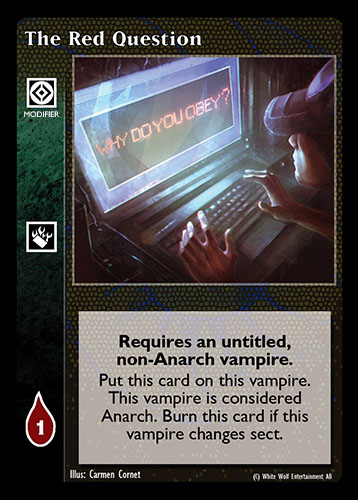 The Red Question
MODIFIER
WHY DO YOU OBEY?
Requires an untitled,
non-Anarch vampire.
Put this card on this vampire.
This vampire is considered
Anarch. Burn this card if this
vampire changes sect.
1
Illus: Carmen Cornet
(C) White Wolf Entertainment AB